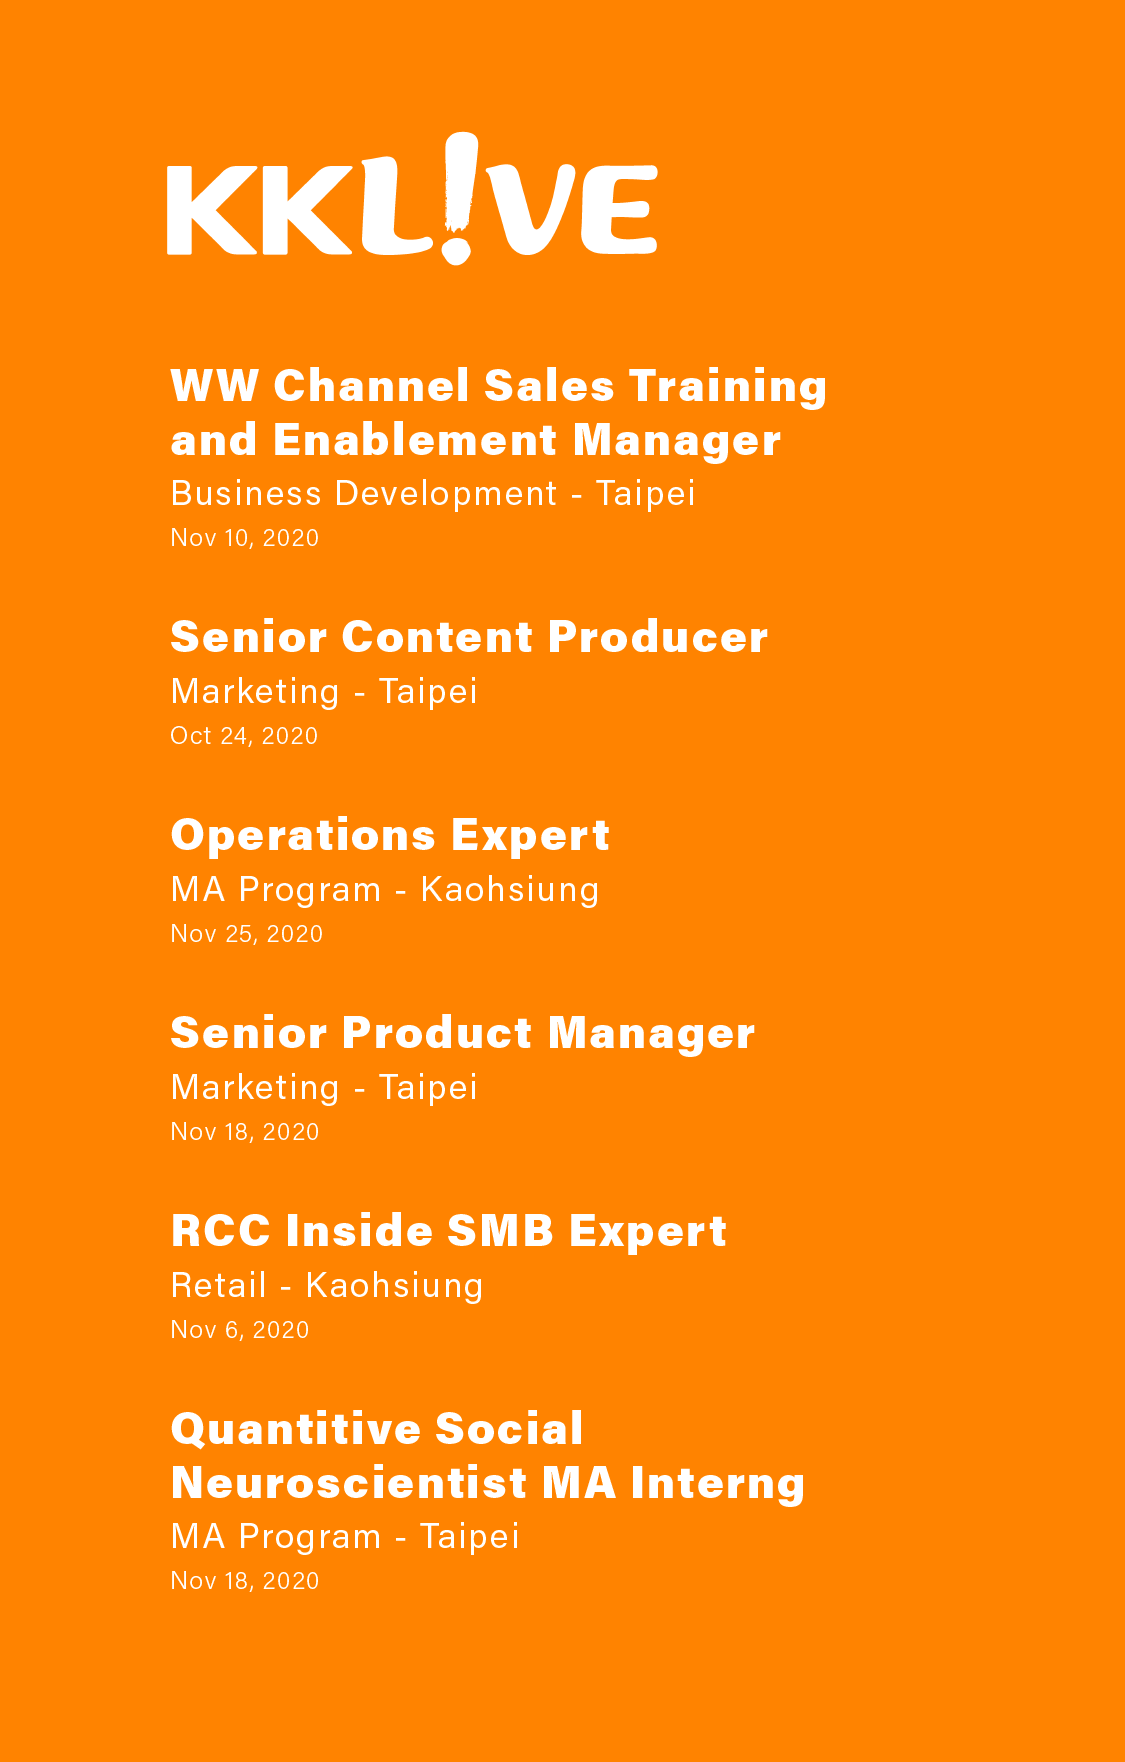 KKL!VE
WW Channel Sales Training
and Enablement Manager
Business Development - Taipei
Nov 10, 2020
Senior Content Producer
Marketing - Taipei
Oct 24, 2020
Operations Expert
MA Program - Kaohsiung
Nov 25, 2020
Senior Product Manager
Marketing - Taipei
Nov 18, 2020
RCC Inside SMB Expert
Retail - Kaohsiung
Nov 6, 2020
Quantitive Social
Neuroscientist MA Interng
MA Program - Taipei
Nov 18, 2020